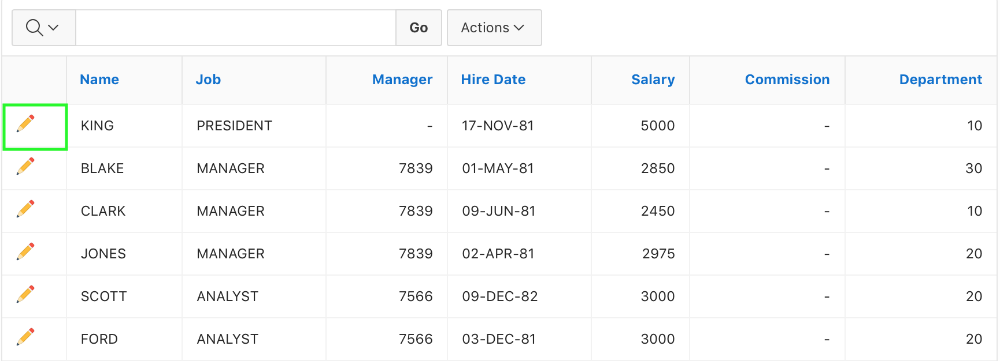 Go Actions
Name Job Manager Hire Date Salary Commission Department
KING PRESIDENT - 17-NOV-81 5000 - 10
BLAKE MANAGER 7839 01-MAY-81 2850 - 30
CLARK MANAGER 7839 09-JUN-81 2450 - 10
JONES MANAGER 7839 02-APR-81 2975 - 20
SCOTT ANALYST 7566 09-DEC-82 3000 - 20
FORD ANALYST 7566 03-DEC-81 3000 - 20